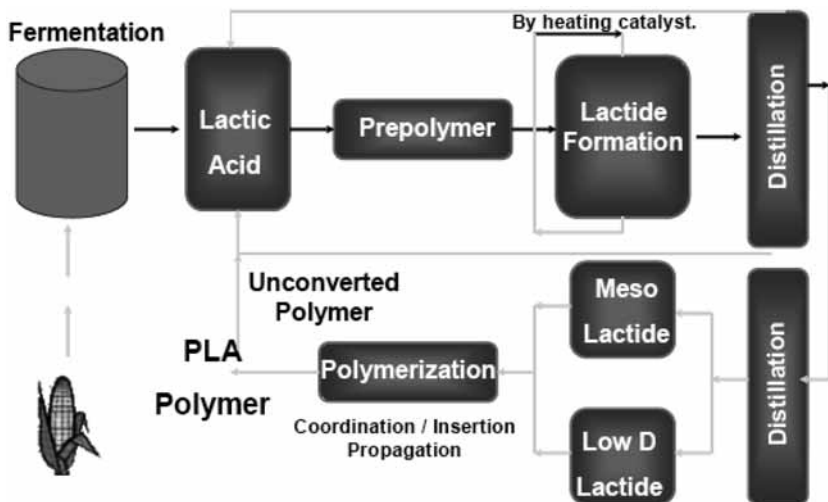 Fermentation
By heating catalyst.
Lactic
Acid
Prepolymer
Lactide
Formation
Distillation
Unconverted
Polymer
Meso
Lactide
PLA
Polymer
Polymerization
Coordination / Insertion
Propagation
Low D
Lactide
Distillation